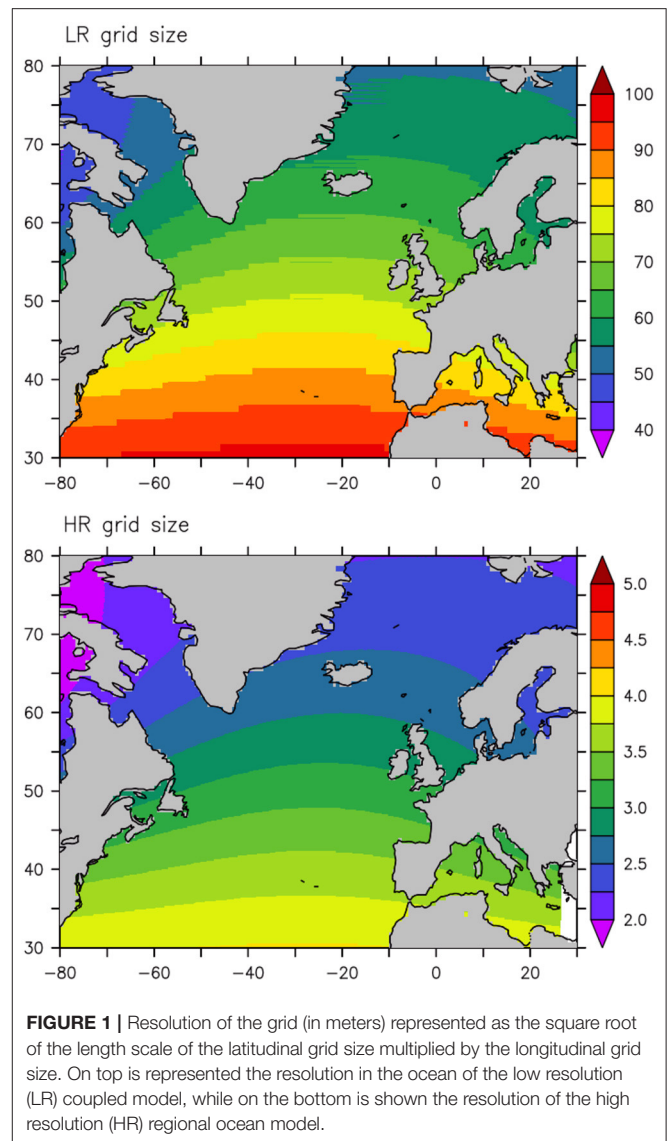 LR grid size
80
70
60
50
40
30
−80 −60 −40 −20 0 20
100
90
80
70
60
50
40
HR grid size
80
70
60
50
40
30
−80 −60 −40 −20 0 20
5.0
4.5
4.0
3.5
3.0
2.5
2.0
FIGURE 1 | Resolution of the grid (in meters) represented as the square root
of the length scale of the latitudinal grid size multiplied by the longitudinal grid
size. On top is represented the resolution in the ocean of the low resolution
(LR) coupled model, while on the bottom is shown the resolution of the high
resolution (HR) regional ocean model.